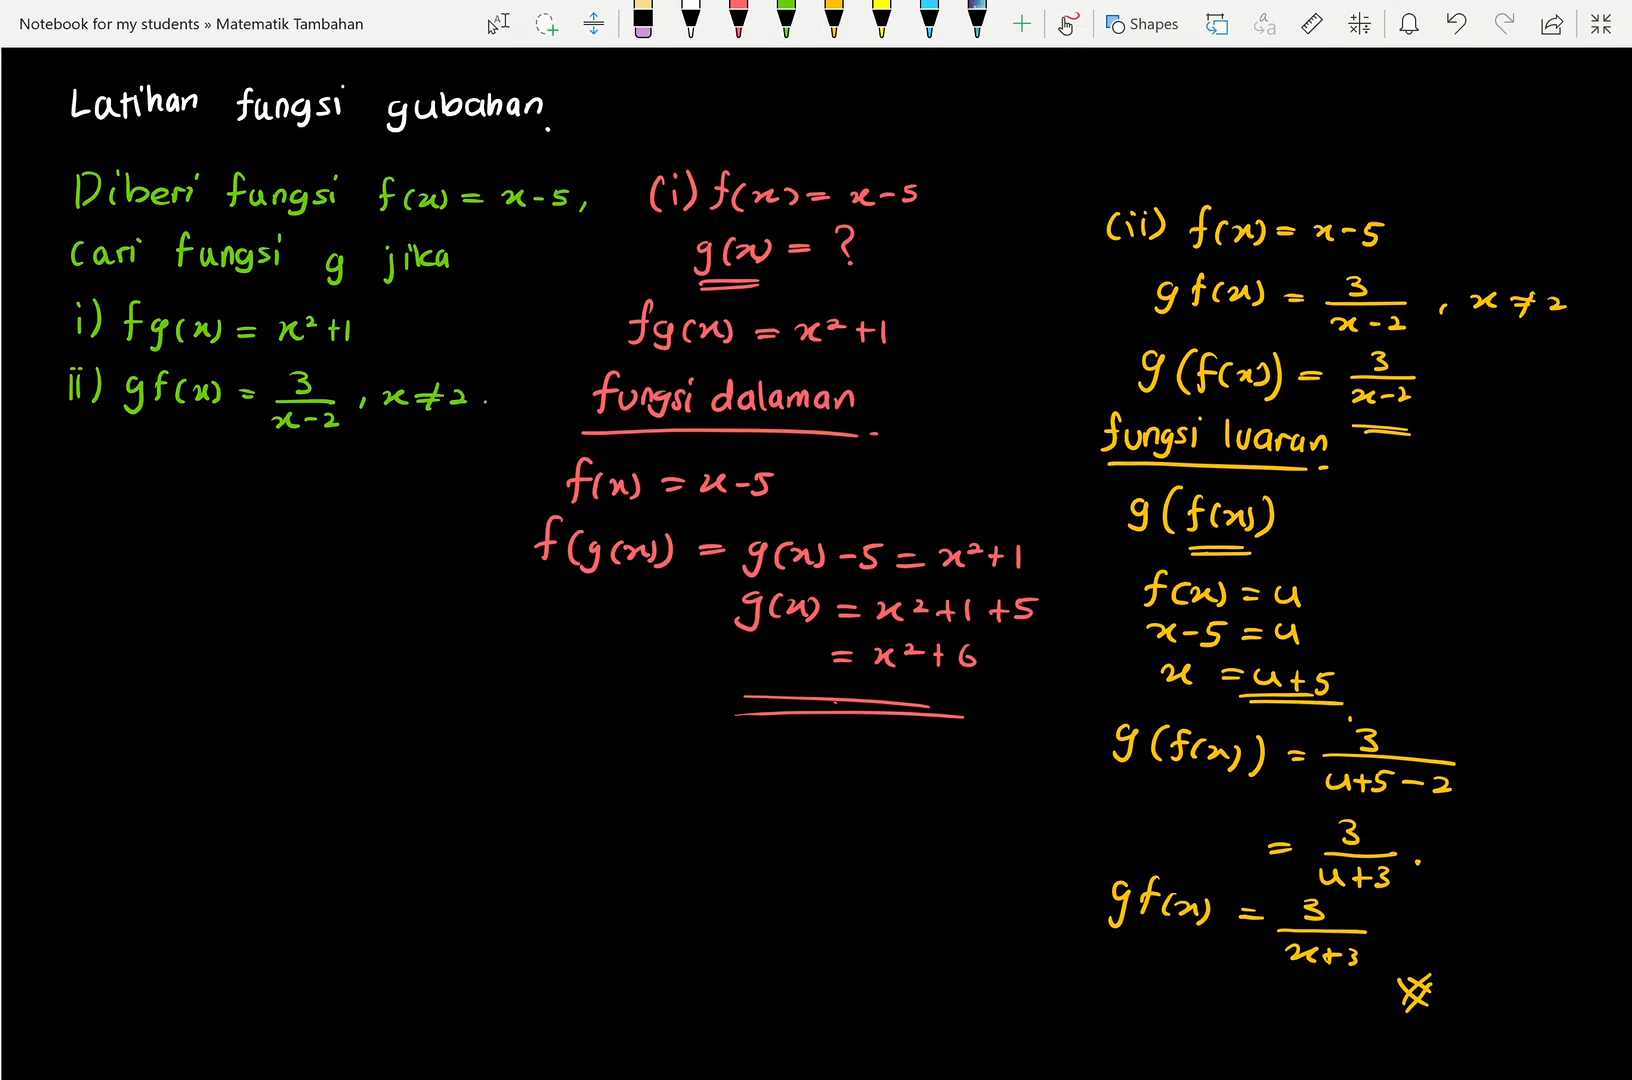 Notebook for my students » Matematik Tambahan
Shapes
Latihan fungsi gubahan.
Diberi fungsi f(x) = x-5,
cari fungsi g jika
i) fg(x) = x²+1
ii) gf(x) = 3/(x-2), x≠2.
(i) f(x) = x-5
g(x) = ?
fg(x) = x²+1
fungsi dalaman
f(x) = x-5
f(g(x)) = g(x)-5 = x²+1
g(x) = x²+1+5
= x²+6
(ii) f(x) = x-5
gf(x) = 3/(x-2), x≠2
g(f(x)) = 3/(x-2)
fungsi luaran
g(f(x))
f(x) = u
x-5 = u
x = u+5
g(f(x)) = 3/(u+5-2)
= 3/(u+3).
gf(x) = 3/(x+3)